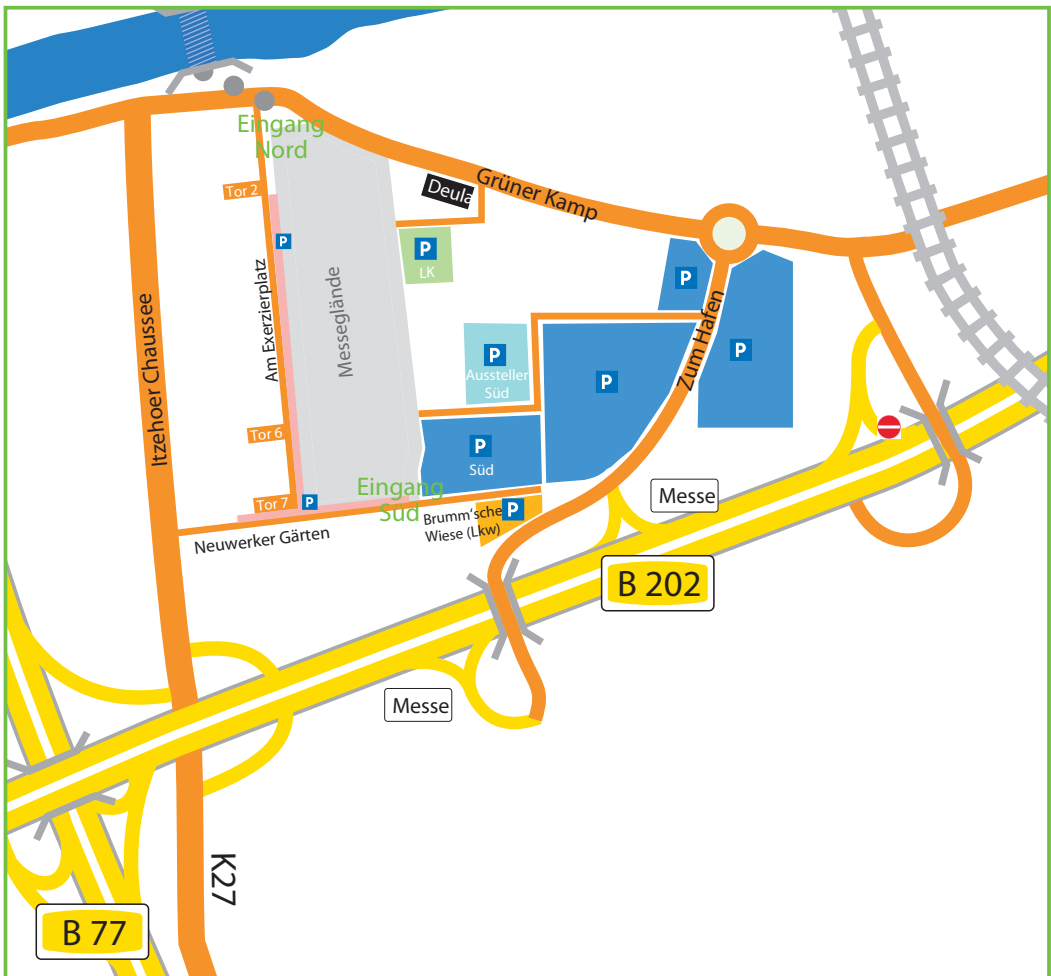 Eingang
Nord
Tor 2
Deula
Grüner Kamp
P
P
LK
Am Exerzierplatz
Messeglände
Itzehoer Chaussee
P
Zum Hafen
P
P
P
Aussteller
Süd
Tor 6
P
Süd
Eingang
Süd
Tor 7
P
Brumm'sche
Wiese (Lkw)
P
Neuwerker Gärten
Messe
B 202
Messe
K27
B 77